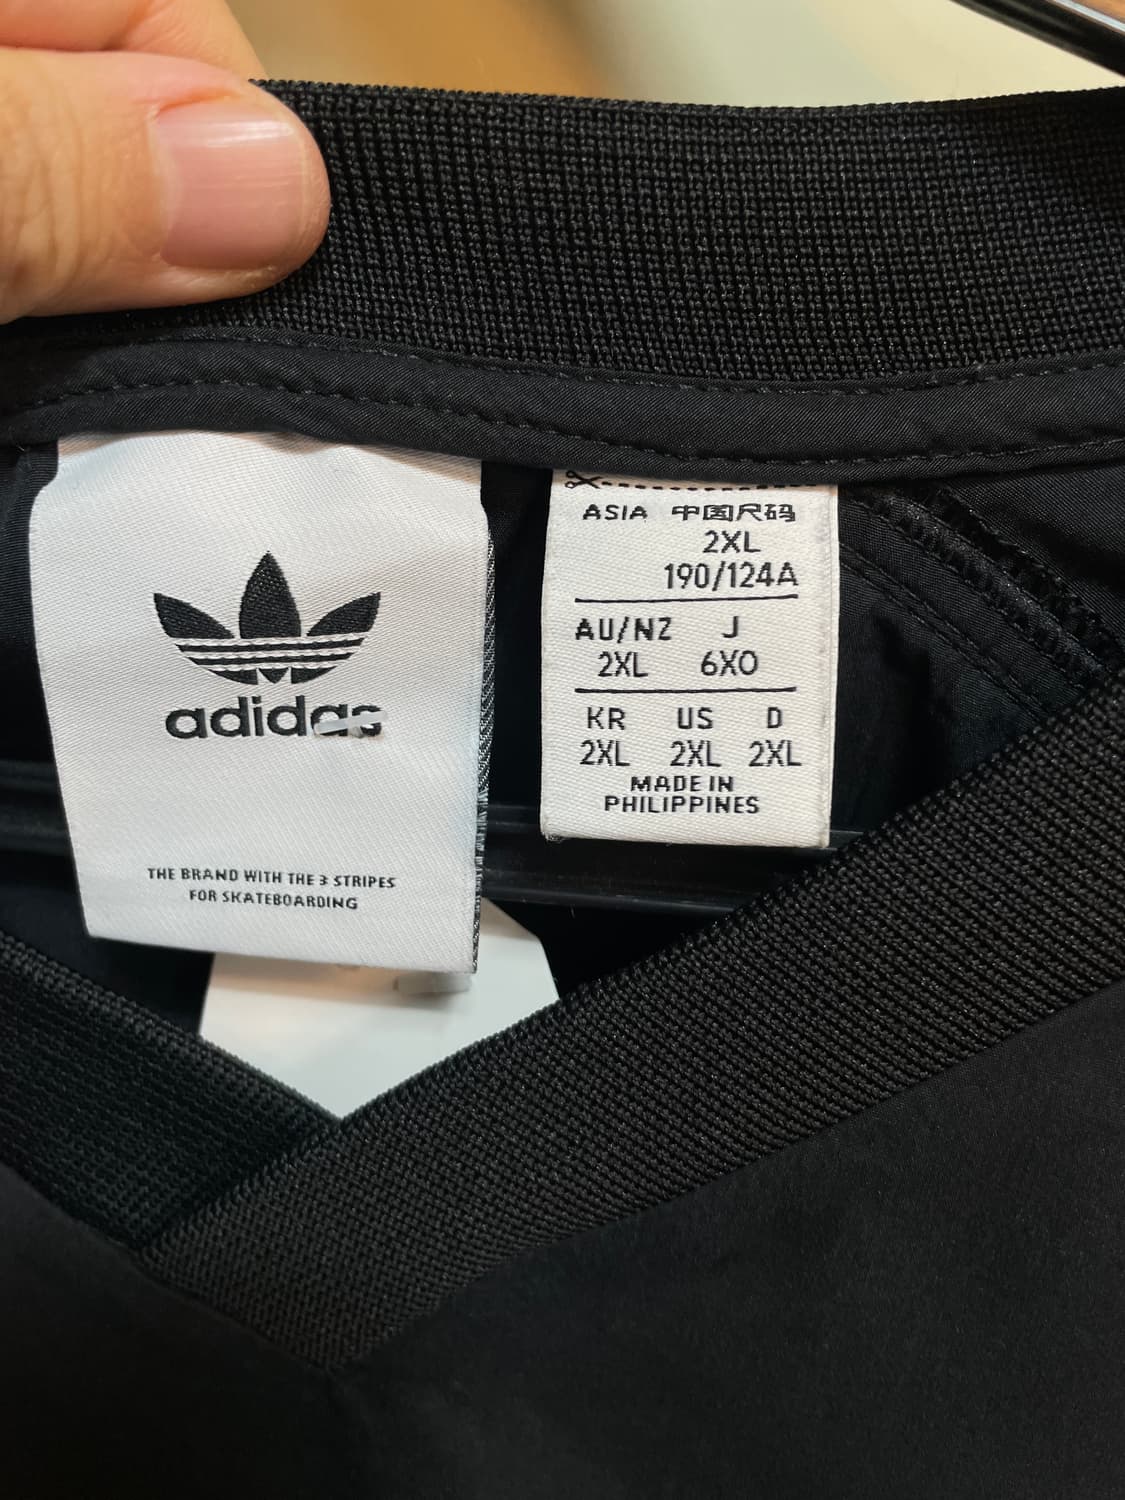 adidas
THE BRAND WITH THE 3 STRIPES
FOR SKATEBOARDING
ASIA 中国尺码
2XL
190/124A
AU/NZ J
2XL 6XO
KR US D
2XL 2XL 2XL
MADE IN
PHILIPPINES